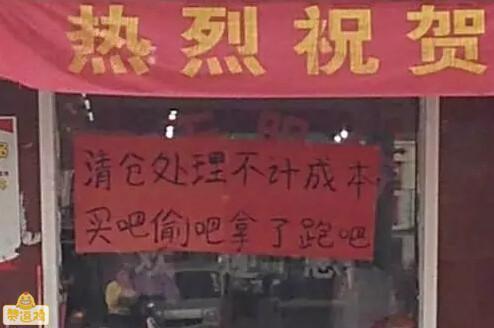 热烈祝贺
清仓处理不计成本
买吧偷吧拿了跑吧